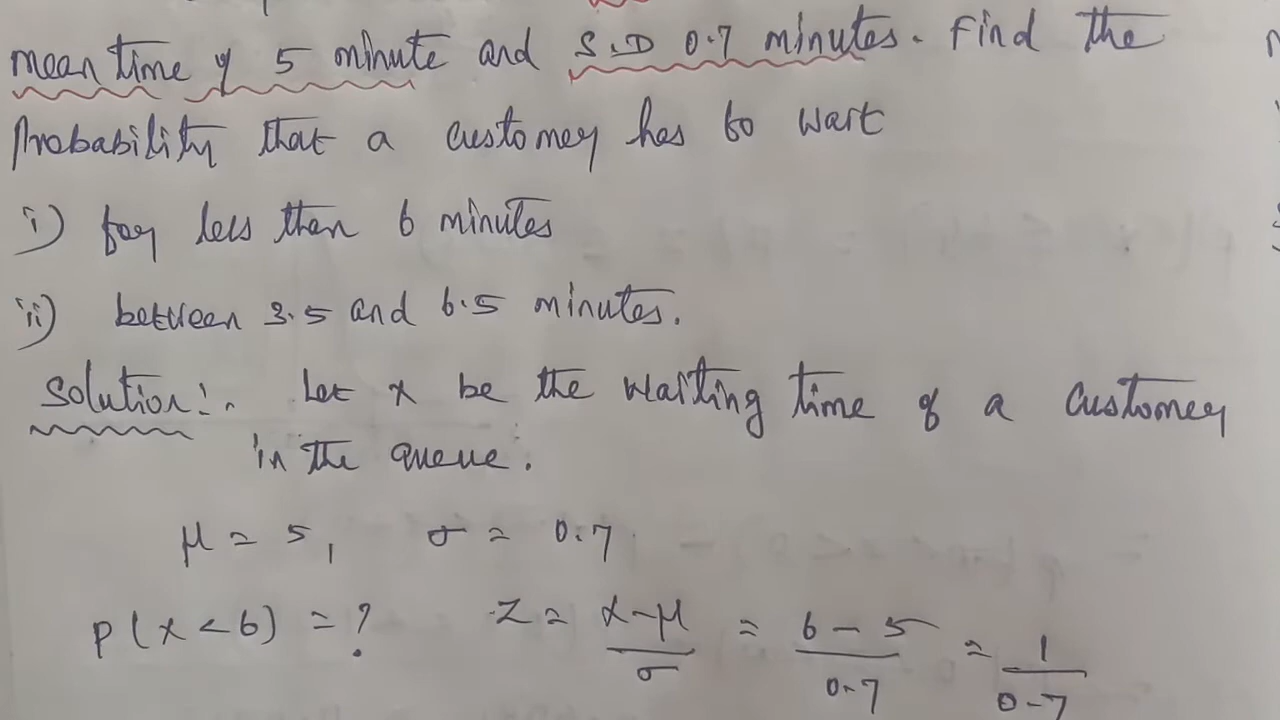 mean time of 5 minute and S.D 0.7 minutes. Find the
Probability that a customer has to wait
i) for less than 6 minutes
ii) between 3.5 and 6.5 minutes.
Solution:. Let x be the waiting time of a customer
in the queue.
μ = 5, σ = 0.7
P(x < 6) = ? Z = x-μ/σ = 6-5/0.7 = 1/0.7